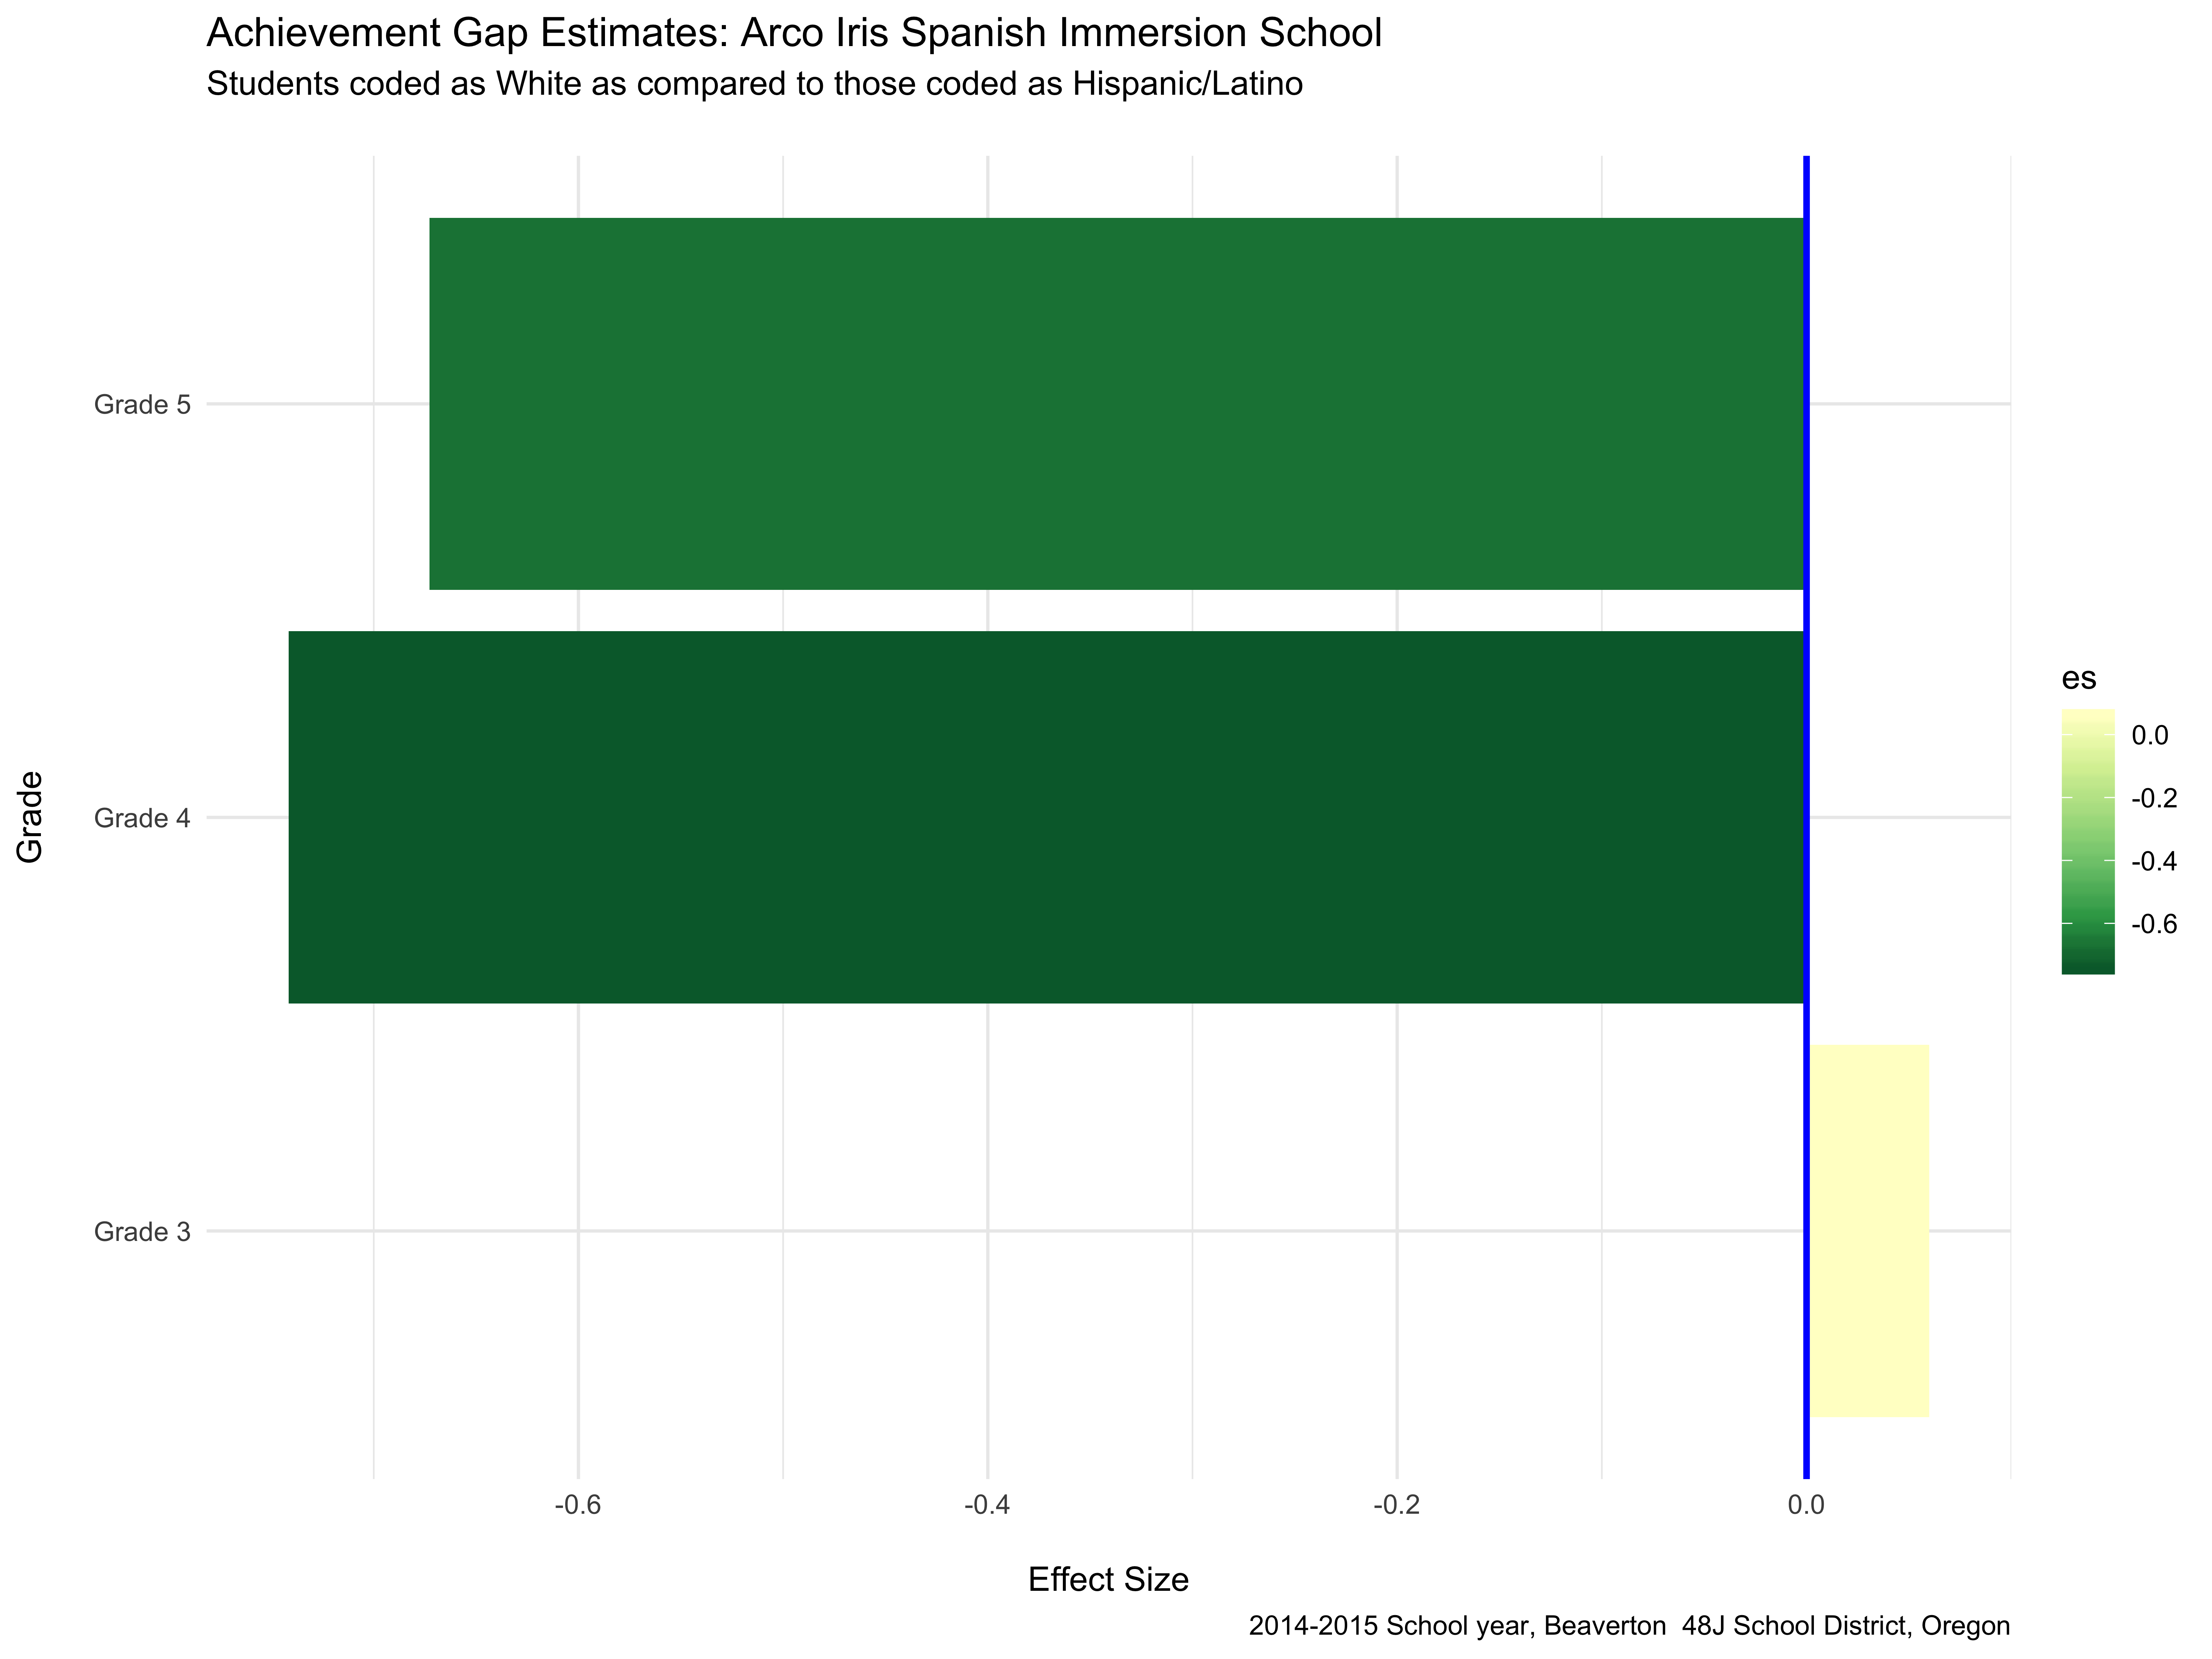 Achievement Gap Estimates: Arco Iris Spanish Immersion School
Students coded as White as compared to those coded as Hispanic/Latino
Grade 5
Grade 4
Grade 3
Grade
-0.6
-0.4
-0.2
0.0
Effect Size
es
0.0
-0.2
-0.4
-0.6
2014-2015 School year, Beaverton  48J School District, Oregon